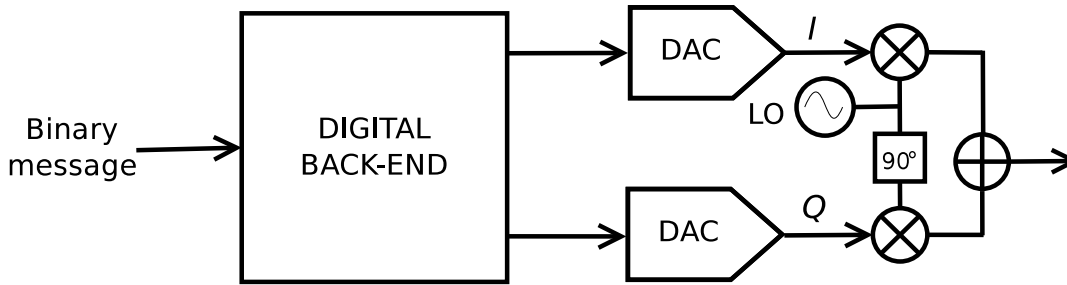 Binary
message
DIGITAL
BACK-END
DAC
I
LO
90°
DAC
Q